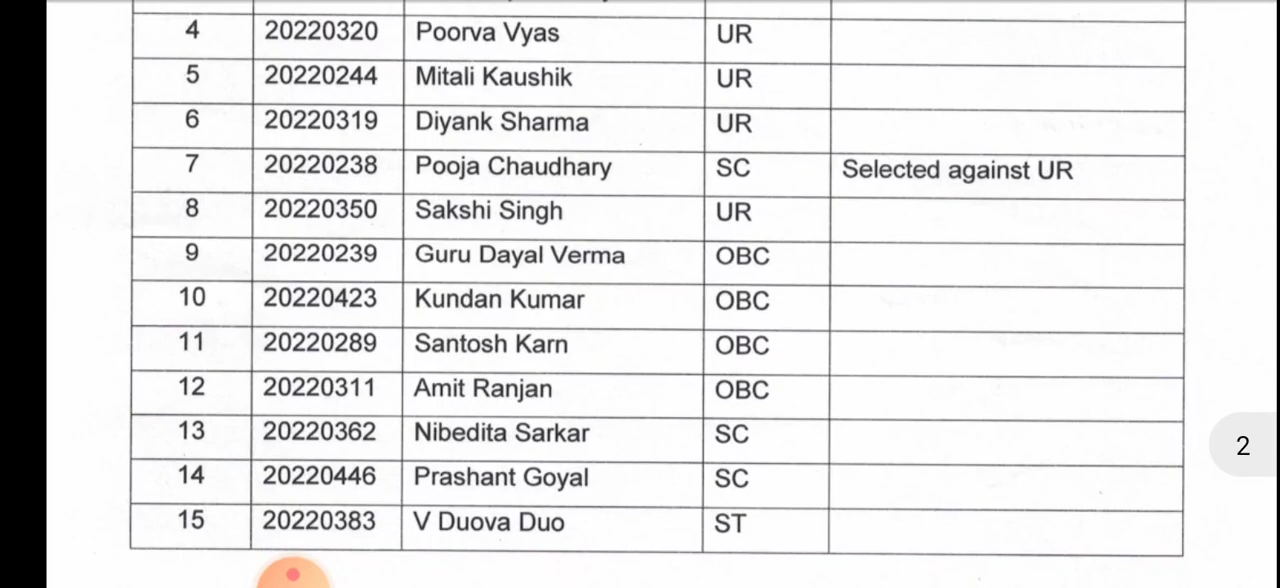 4 20220320 Poorva Vyas UR
5 20220244 Mitali Kaushik UR
6 20220319 Diyank Sharma UR
7 20220238 Pooja Chaudhary SC Selected against UR
8 20220350 Sakshi Singh UR
9 20220239 Guru Dayal Verma OBC
10 20220423 Kundan Kumar OBC
11 20220289 Santosh Karn OBC
12 20220311 Amit Ranjan OBC
13 20220362 Nibedita Sarkar SC
14 20220446 Prashant Goyal SC
15 20220383 V Duova Duo ST
2